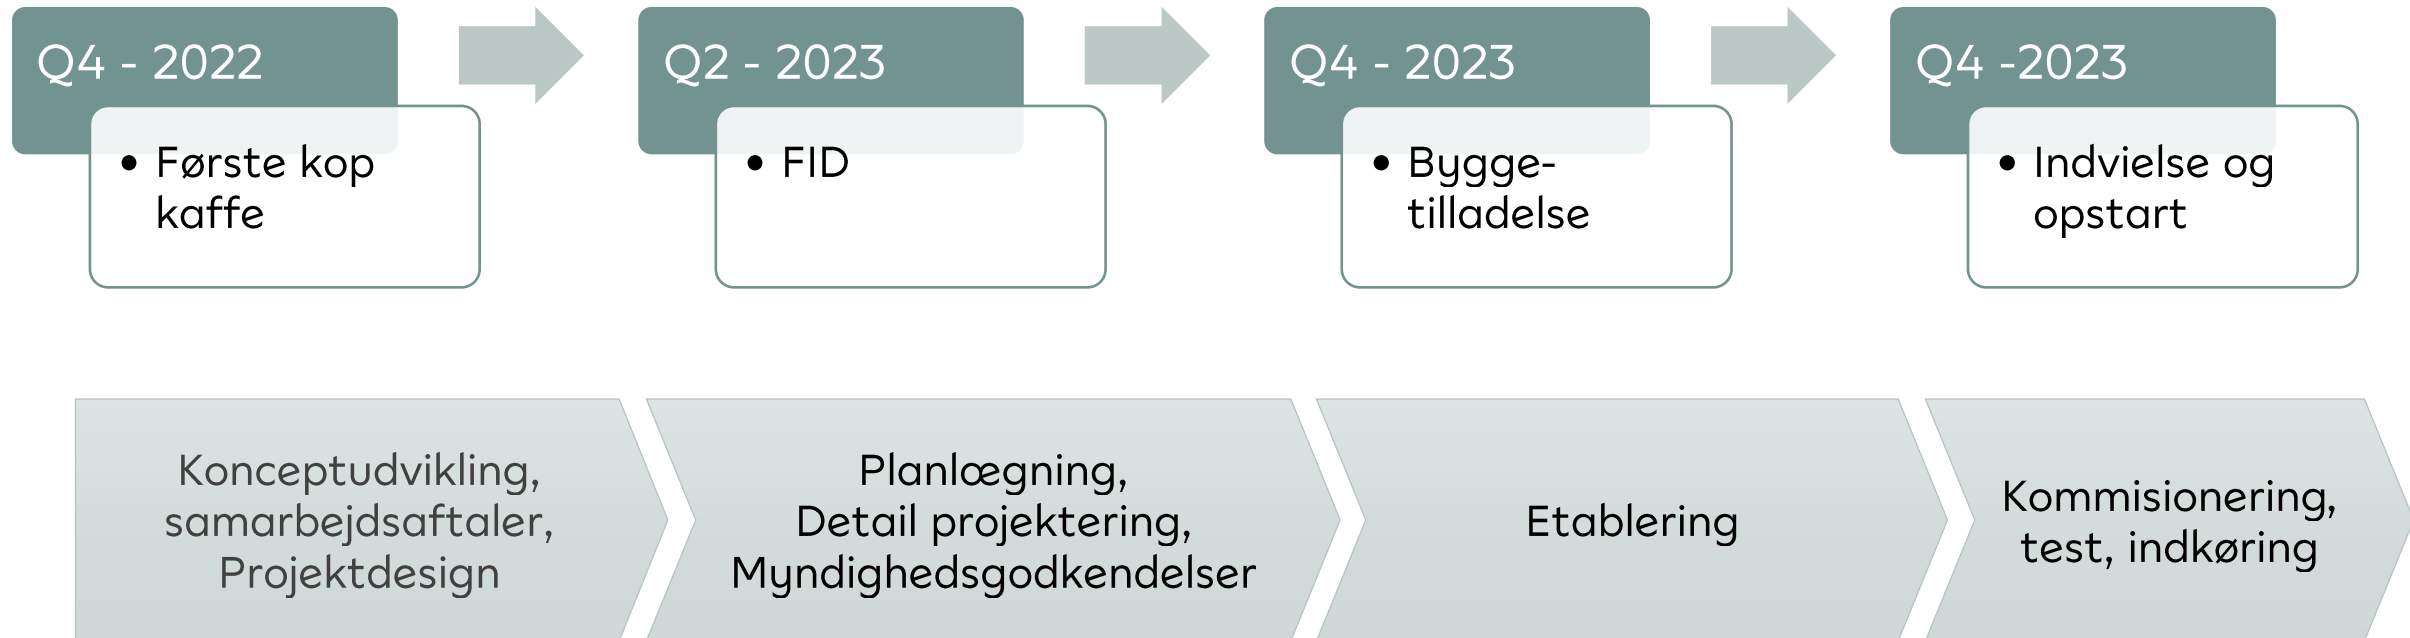 Q4 - 2022
• Første kop
kaffe
Q2 - 2023
• FID
Q4 - 2023
• Bygge-
tilladelse
Q4 -2023
• Indvielse og
opstart
Konceptudvikling,
samarbejdsaftaler,
Projektdesign
Planlægning,
Detail projektering,
Myndighedsgodkendelser
Etablering
Kommisionering,
test, indkøring